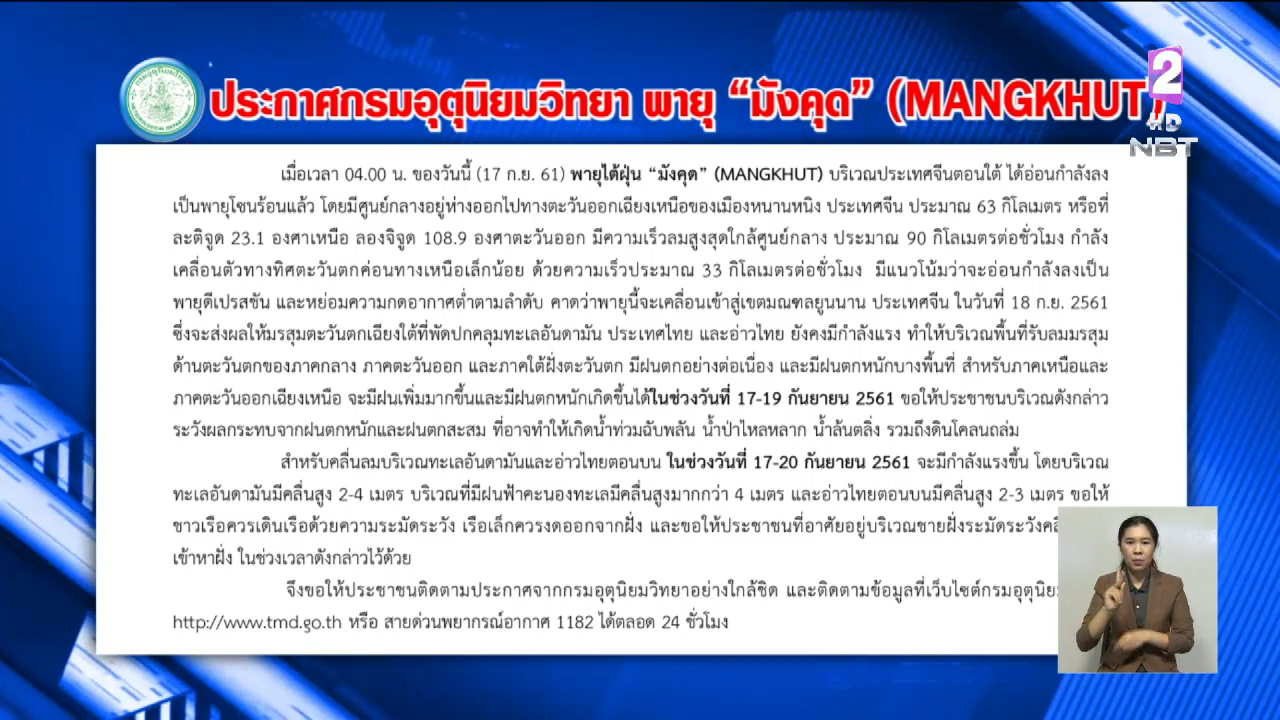 ประกาศกรมอุตุนิยมวิทยา พายุ “มังคุด” (MANGKHUT)
2
HD
NBT
เมื่อเวลา 04.00 น. ของวันนี้ (17 ก.ย. 61) พายุไต้ฝุ่น “มังคุด” (MANGKHUT) บริเวณประเทศจีนตอนใต้ ได้อ่อนกำลังลง
เป็นพายุโซนร้อนแล้ว โดยมีศูนย์กลางอยู่ห่างออกไปทางตะวันออกเฉียงเหนือของเมืองหนานหนิง ประเทศจีน ประมาณ 63 กิโลเมตร หรือที่
ละติจูด 23.1 องศาเหนือ ลองจิจูด 108.9 องศาตะวันออก มีความเร็วลมสูงสุดใกล้ศูนย์กลาง ประมาณ 90 กิโลเมตรต่อชั่วโมง กำลัง
เคลื่อนตัวทางทิศตะวันตกค่อนทางเหนือเล็กน้อย ด้วยความเร็วประมาณ 33 กิโลเมตรต่อชั่วโมง มีแนวโน้มว่าจะอ่อนกำลังลงเป็น
พายุดีเปรสชัน และหย่อมความกดอากาศต่ำตามลำดับ คาดว่าพายุนี้จะเคลื่อนเข้าสู่เขตมณฑลยูนนาน ประเทศจีน ในวันที่ 18 ก.ย. 2561
ซึ่งจะส่งผลให้มรสุมตะวันตกเฉียงใต้ที่พัดปกคลุมทะเลอันดามัน ประเทศไทย และอ่าวไทย ยังคงมีกำลังแรง ทำให้บริเวณพื้นที่รับลมมรสุม
ด้านตะวันตกของภาคกลาง ภาคตะวันออก และภาคใต้ฝั่งตะวันตก มีฝนตกอย่างต่อเนื่อง และมีฝนตกหนักบางพื้นที่ สำหรับภาคเหนือและ
ภาคตะวันออกเฉียงเหนือ จะมีฝนเพิ่มมากขึ้นและมีฝนตกหนักเกิดขึ้นได้ในช่วงวันที่ 17-19 กันยายน 2561 ขอให้ประชาชนบริเวณดังกล่าว
ระวังผลกระทบจากฝนตกหนักและฝนตกสะสม ที่อาจทำให้เกิดน้ำท่วมฉับพลัน น้ำป่าไหลหลาก น้ำล้นตลิ่ง รวมถึงดินโคลนถล่ม
สำหรับคลื่นลมบริเวณทะเลอันดามันและอ่าวไทยตอนบน ในช่วงวันที่ 17-20 กันยายน 2561 จะมีกำลังแรงขึ้น โดยบริเวณ
ทะเลอันดามันมีคลื่นสูง 2-4 เมตร บริเวณที่มีฝนฟ้าคะนองทะเลมีคลื่นสูงมากกว่า 4 เมตร และอ่าวไทยตอนบนมีคลื่นสูง 2-3 เมตร ขอให้
ชาวเรือควรเดินเรือด้วยความระมัดระวัง เรือเล็กควรงดออกจากฝั่ง และขอให้ประชาชนที่อาศัยอยู่บริเวณชายฝั่งระมัดระวัง
เข้าหาฝั่ง ในช่วงเวลาดังกล่าวไว้ด้วย
จึงขอให้ประชาชนติดตามประกาศจากกรมอุตุนิยมวิทยาอย่างใกล้ชิด และติดตามข้อมูลที่เว็บไซต์กรมอุตุนิยม
http://www.tmd.go.th หรือ สายด่วนพยากรณ์อากาศ 1182 ได้ตลอด 24 ชั่วโมง